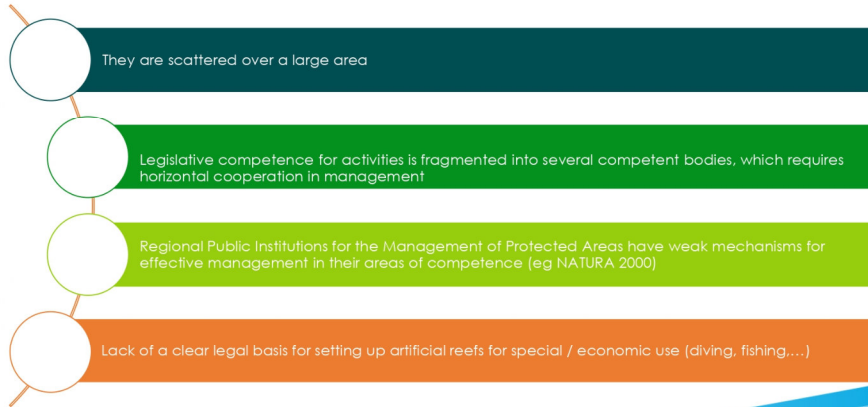 They are scattered over a large area
Legislative competence for activities is fragmented into several competent bodies, which requires
horizontal cooperation in management
Regional Public Institutions for the Management of Protected Areas have weak mechanisms for
effective management in their areas of competence (eg NATURA 2000)
Lack of a clear legal basis for setting up artificial reefs for special / economic use (diving, fishing,...)